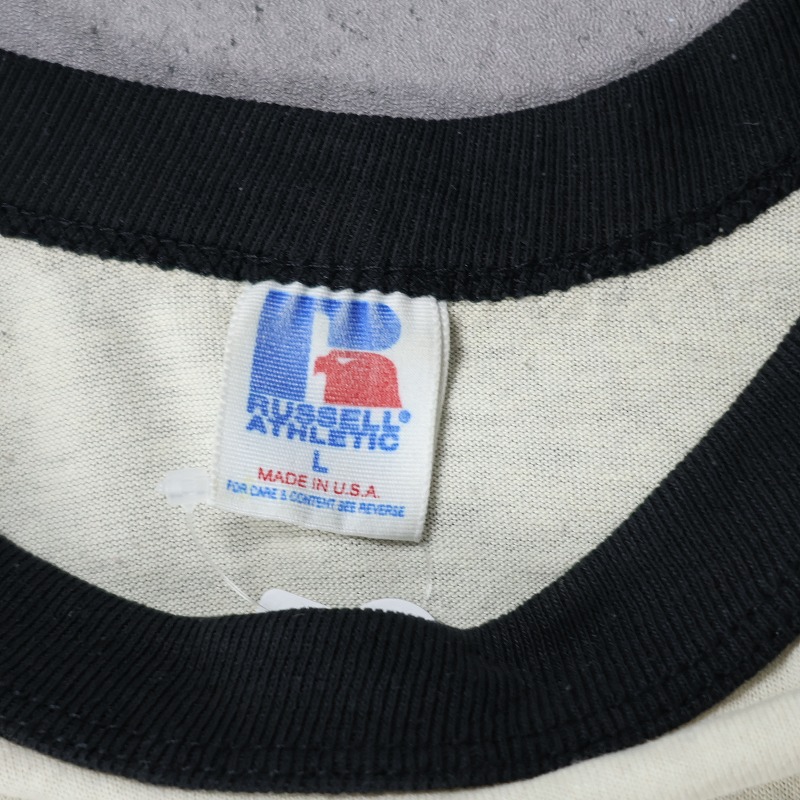 RUSSELL®
ATHLETIC
L
MADE IN U.S.A.
FOR CARE & CONTENT SEE REVERSE